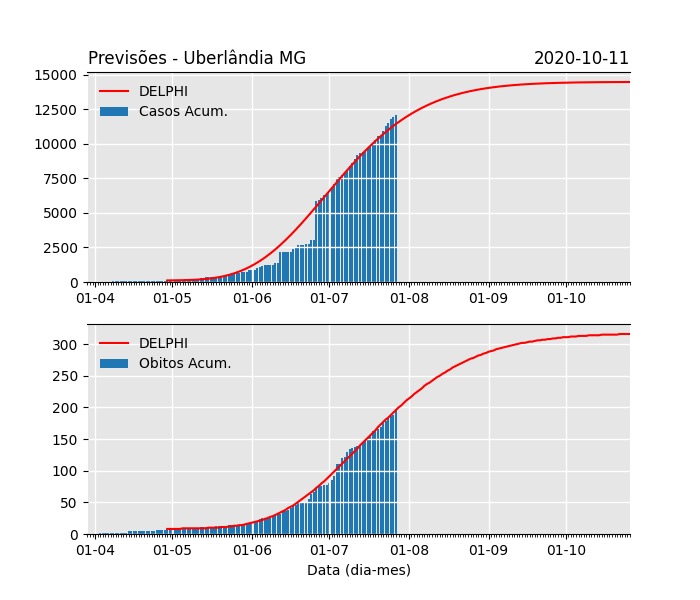 Previsões - Uberlândia MG 2020-10-11
15000
12500
10000
7500
5000
2500
0
DELPHI
Casos Acum.
01-04 01-05 01-06 01-07 01-08 01-09 01-10
300
250
200
150
100
50
0
DELPHI
Obitos Acum.
01-04 01-05 01-06 01-07 01-08 01-09 01-10
Data (dia-mes)